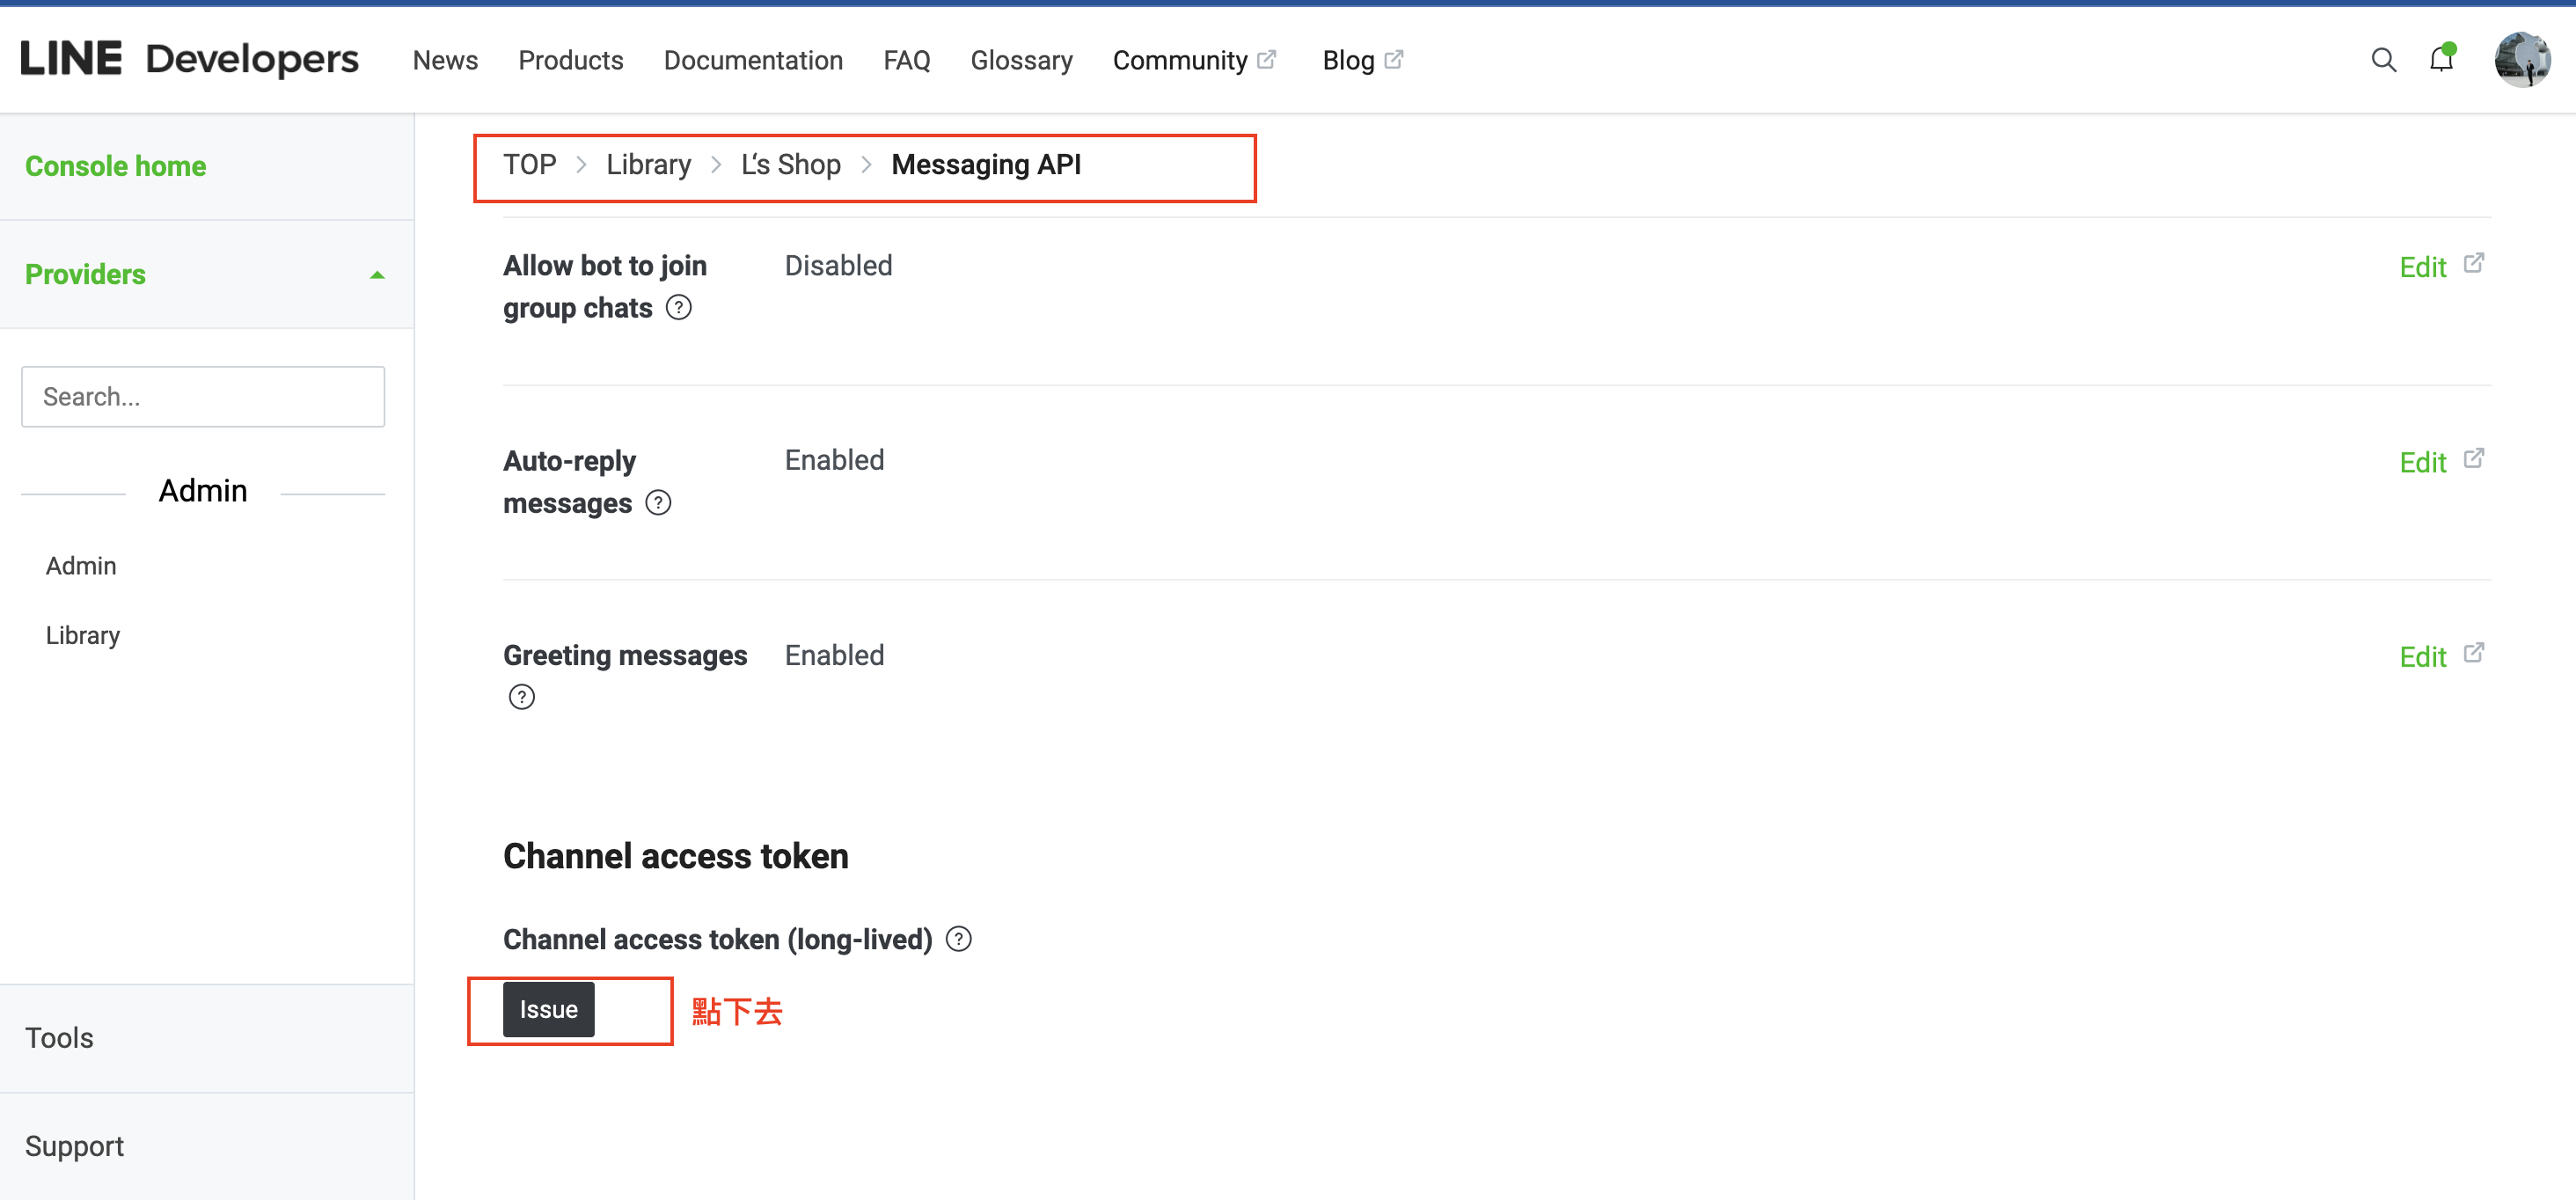 LINE Developers News Products Documentation FAQ Glossary Community Blog
Console home
Providers
Search...
Admin
Admin
Library
Tools
Support
TOP > Library > L‘s Shop > Messaging API
Allow bot to join
group chats ?
Disabled
Edit
Auto-reply
messages ?
Enabled
Edit
Greeting messages
?
Enabled
Edit
Channel access token
Channel access token (long-lived) ?
Issue
點下去